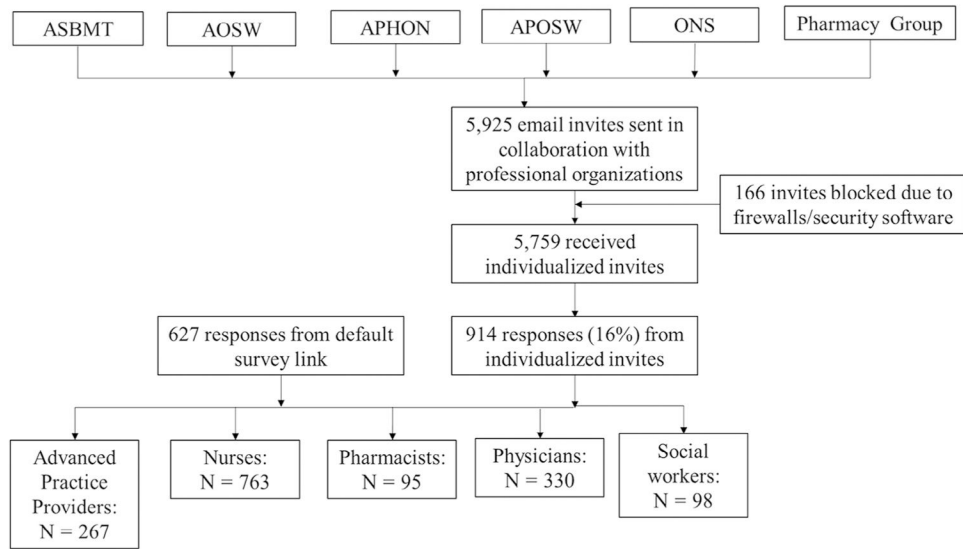 ASBMT
AOSW
APHON
APOSW
ONS
Pharmacy Group
5,925 email invites sent in
collaboration with
professional organizations
166 invites blocked due to
firewalls/security software
5,759 received
individualized invites
627 responses from default
survey link
914 responses (16%) from
individualized invites
Advanced
Practice
Providers:
N = 267
Nurses:
N = 763
Pharmacists:
N = 95
Physicians:
N = 330
Social
workers:
N = 98